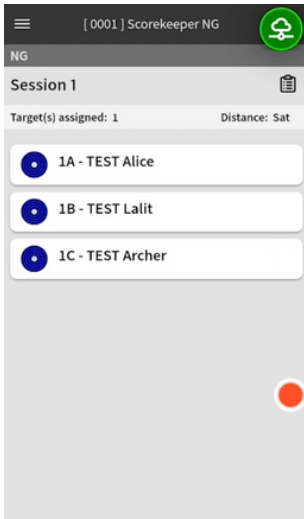 [ 0001 ] Scorekeeper NG
NG
Session 1
Target(s) assigned: 1 Distance: Sat
1A - TEST Alice
1B - TEST Lalit
1C - TEST Archer